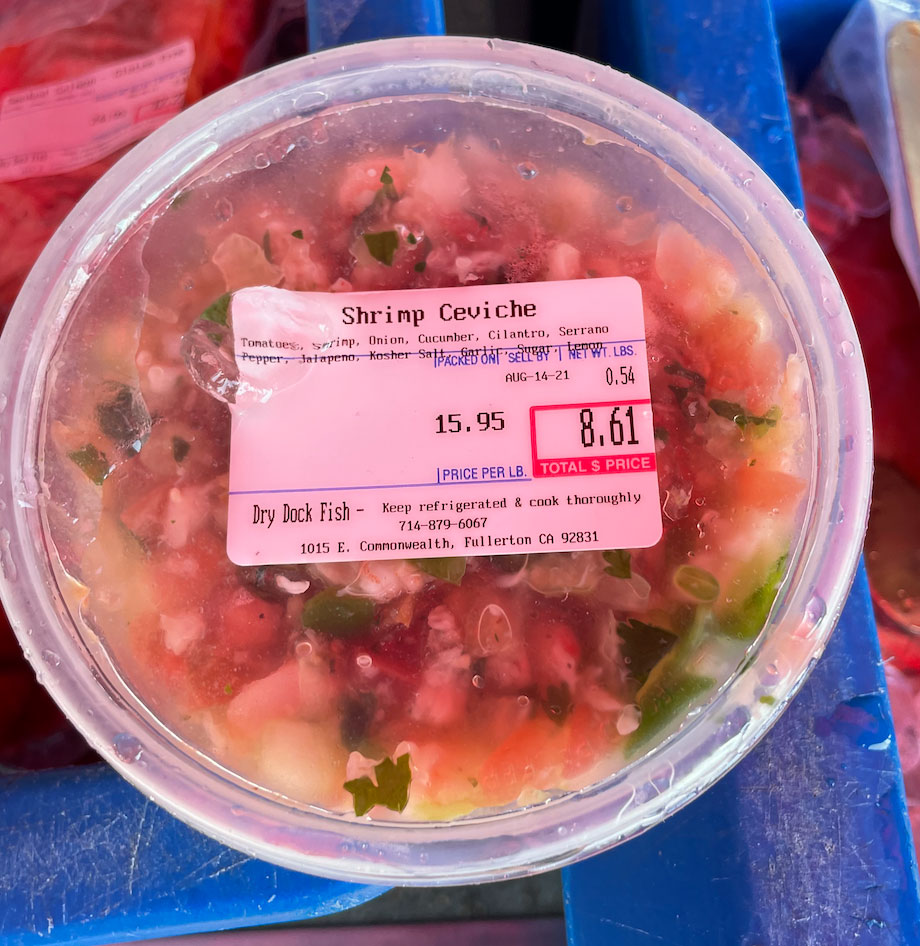 Shrimp Ceviche
Tomatoes, Shrimp, Onion, Cucumber, Cilantro, Serrano
Pepper, Jalapeno, Kosher Salt, Garlic, Sugar, Lemon
PACKED ON SELL BY NET WT. LBS.
AUG-14-21 0.54
15.95 8.61
PRICE PER LB. TOTAL $ PRICE
Dry Dock Fish - Keep refrigerated & cook thoroughly
714-879-6067
1015 E. Commonwealth, Fullerton CA 92831